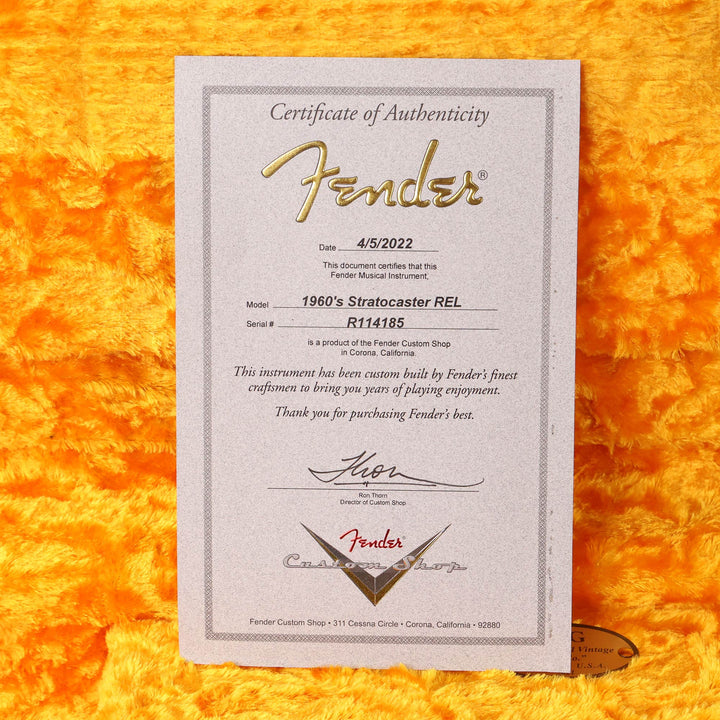 Certificate of Authenticity
Fender®
Date 4/5/2022
This document certifies that this
Fender Musical Instrument,
Model 1960's Stratocaster REL
Serial # R114185
is a product of the Fender Custom Shop
in Corona, California.
This instrument has been custom built by Fender's finest
craftsmen to bring you years of playing enjoyment.
Thank you for purchasing Fender's best.
Thorn
Ron Thorn
Director of Custom Shop
Fender
Custom Shop
Fender Custom Shop • 311 Cessna Circle • Corona, California • 92880
G
Vintage
U.S.A.